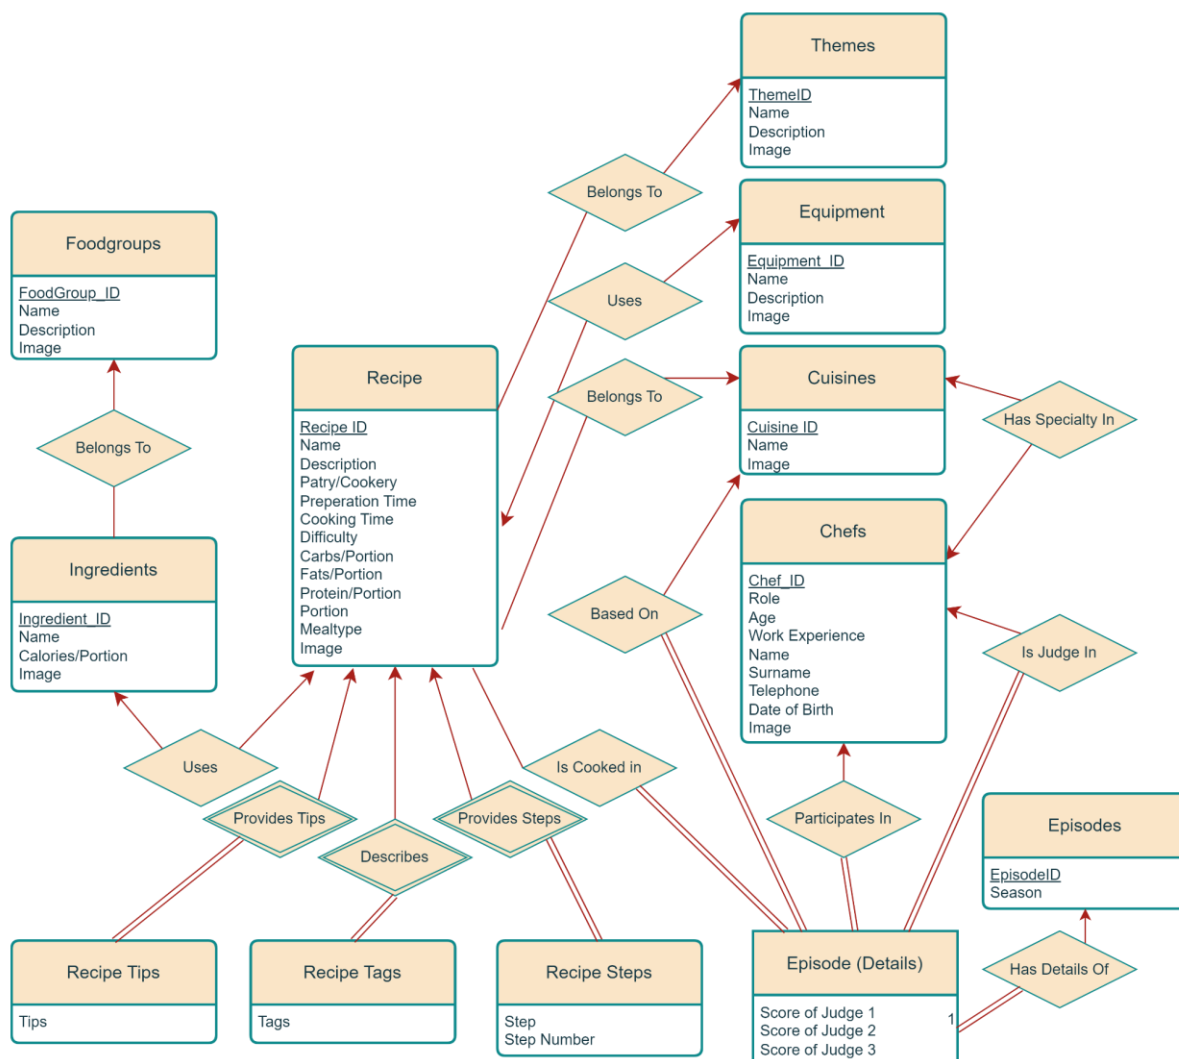 Themes
ThemeID
Name
Description
Image
Belongs To
Equipment
Equipment_ID
Name
Description
Image
Uses
Foodgroups
FoodGroup_ID
Name
Description
Image
Belongs To
Recipe
Recipe ID
Name
Description
Patry/Cookery
Preperation Time
Cooking Time
Difficulty
Carbs/Portion
Fats/Portion
Protein/Portion
Portion
Mealtype
Image
Belongs To
Cuisines
Cuisine ID
Name
Image
Has Specialty In
Chefs
Chef_ID
Role
Age
Work Experience
Name
Surname
Telephone
Date of Birth
Image
Ingredients
Ingredient_ID
Name
Calories/Portion
Image
Based On
Is Judge In
Uses
Provides Tips
Describes
Provides Steps
Is Cooked in
Participates In
Episodes
EpisodeID
Season
Recipe Tips
Tips
Recipe Tags
Tags
Recipe Steps
Step
Step Number
Episode (Details)
Score of Judge 1
Score of Judge 2
Score of Judge 3
1
Has Details Of